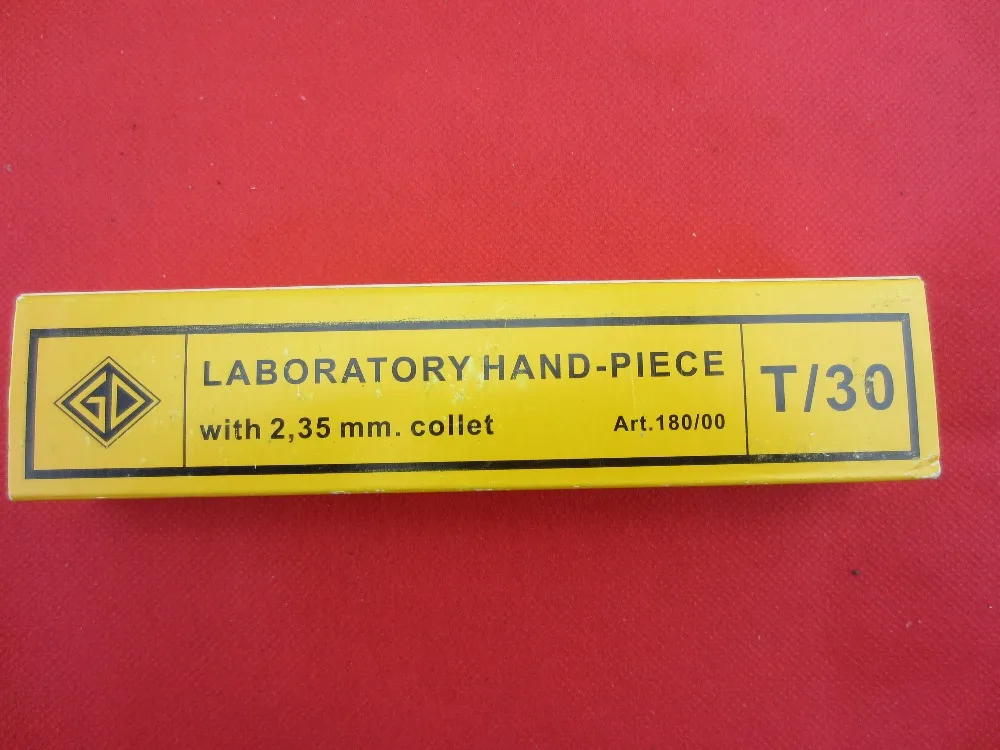 GD
LABORATORY HAND-PIECE
with 2,35 mm. collet
Art.180/00
T/30